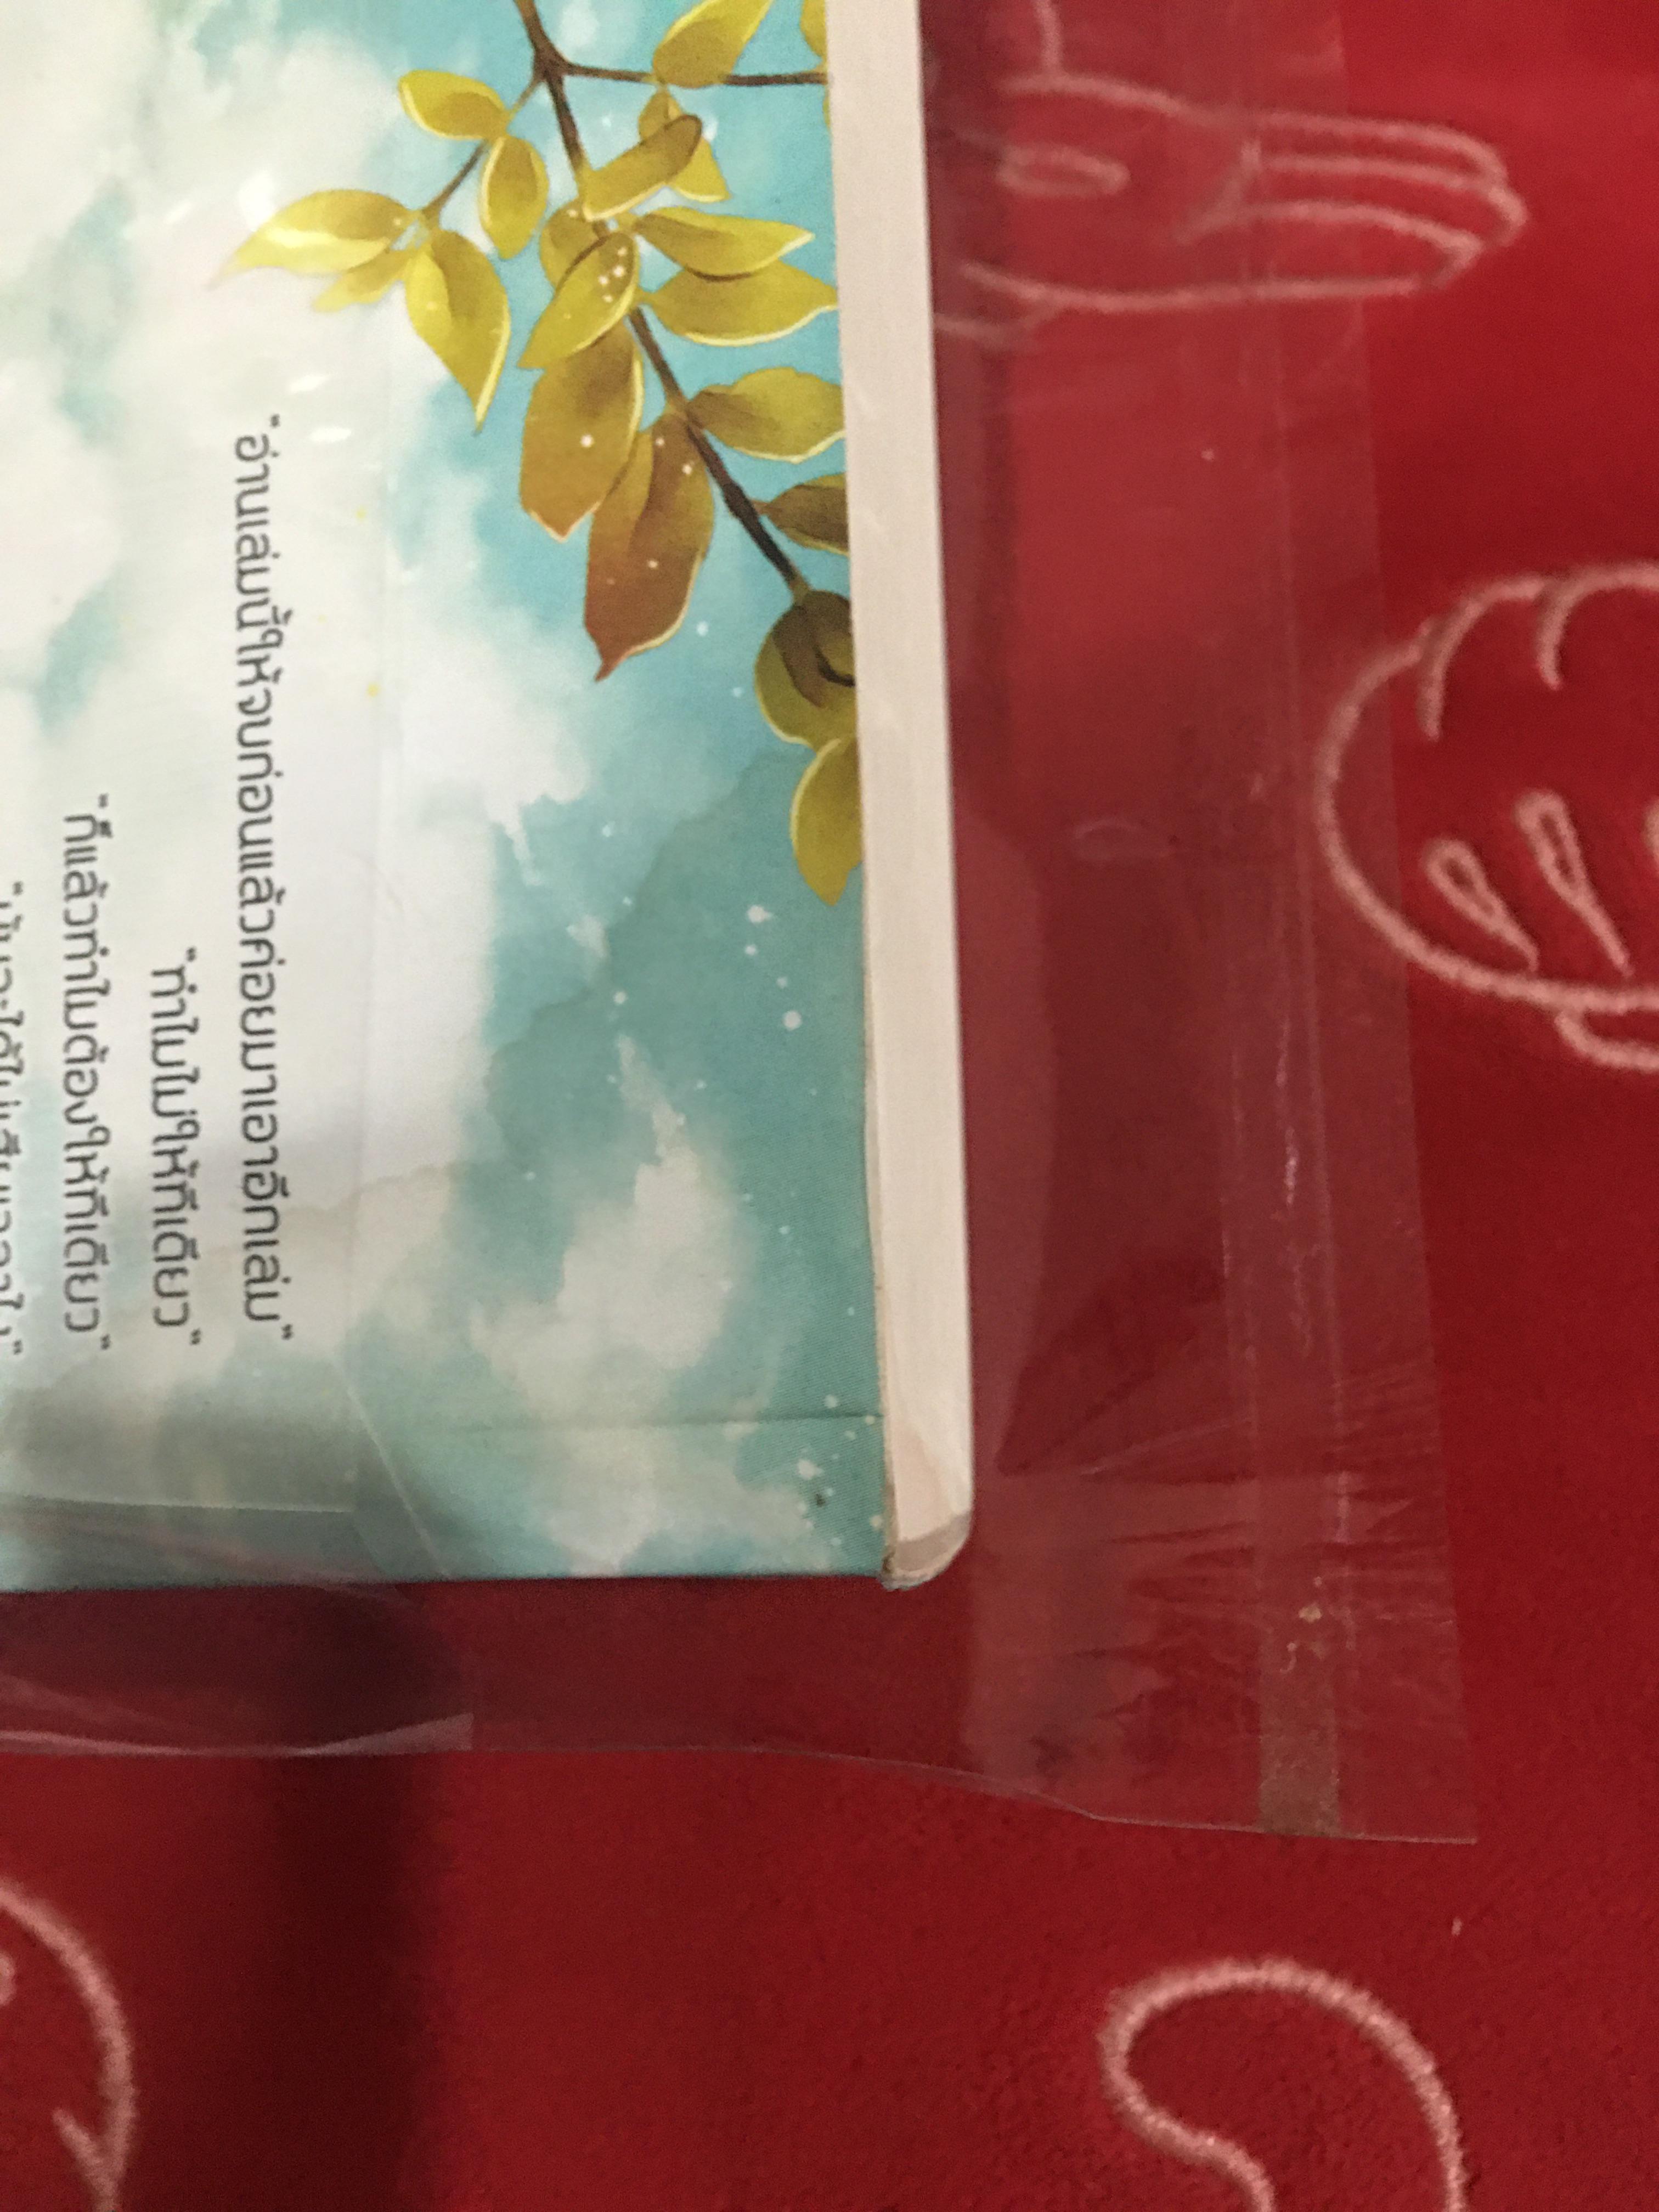 "อ่านเล่มนี้ให้จบก่อนแล้วค่อยมาเอาอีกเล่ม"
"ทำไมไม่ให้ทีเดียว"
"ก็แล้วทำไมต้องให้ทีเดียว"